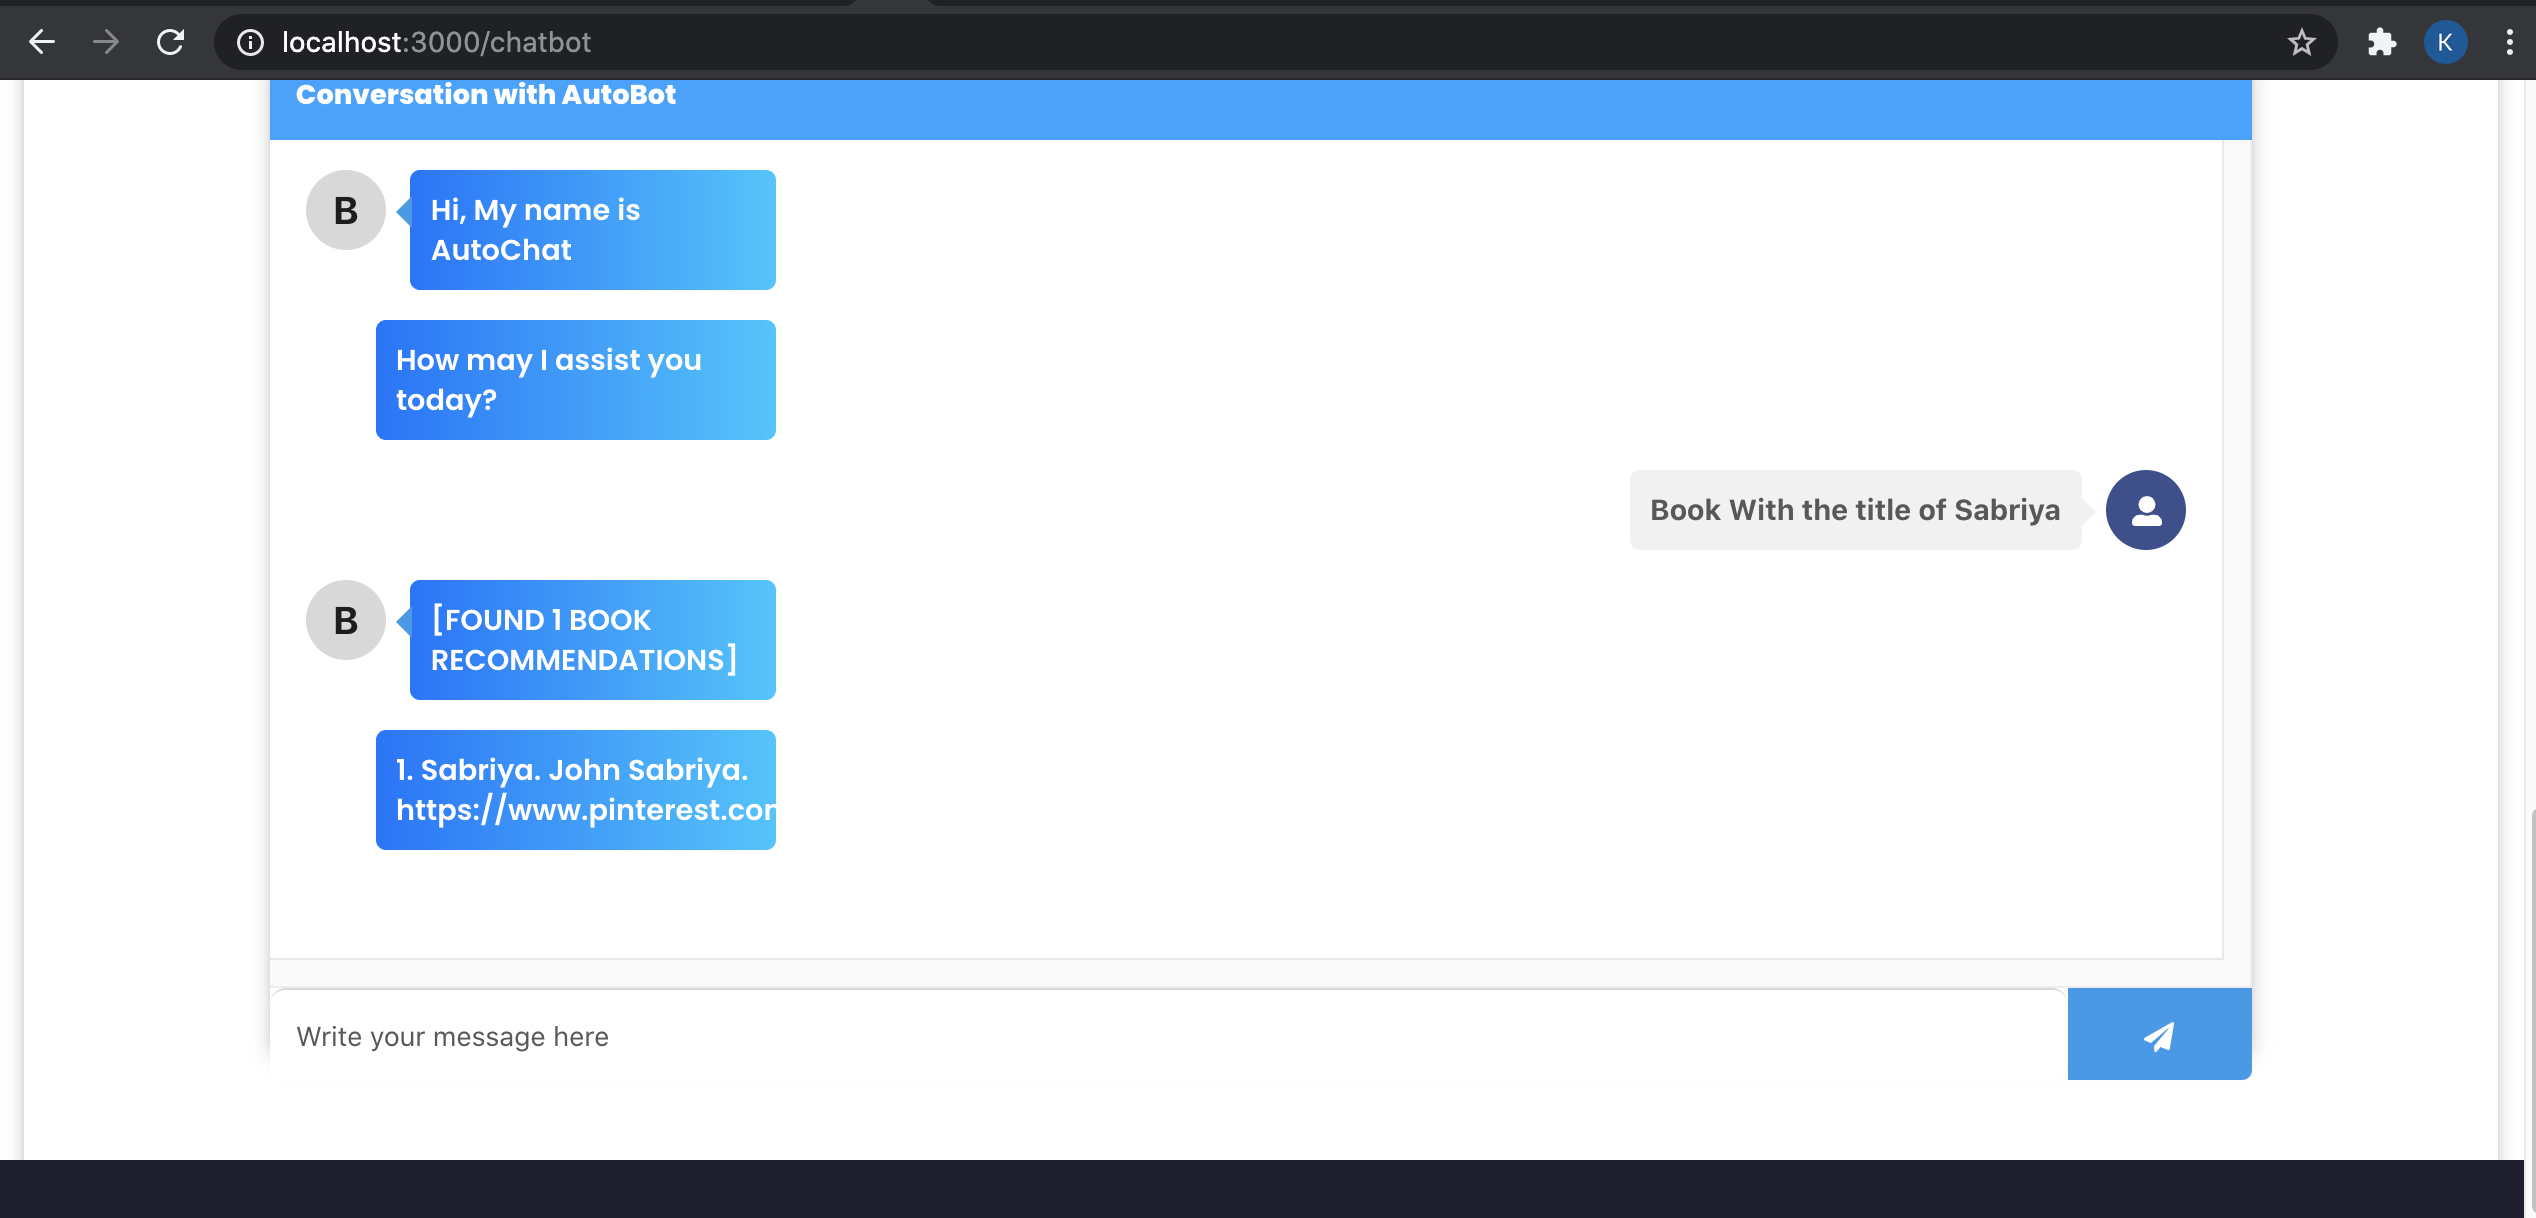 localhost:3000/chatbot
K
Conversation with AutoBot
B
Hi, My name is
AutoChat
How may I assist you
today?
Book With the title of Sabriya
B
[FOUND 1 BOOK
RECOMMENDATIONS]
1. Sabriya. John Sabriya.
https://www.pinterest.com
Write your message here